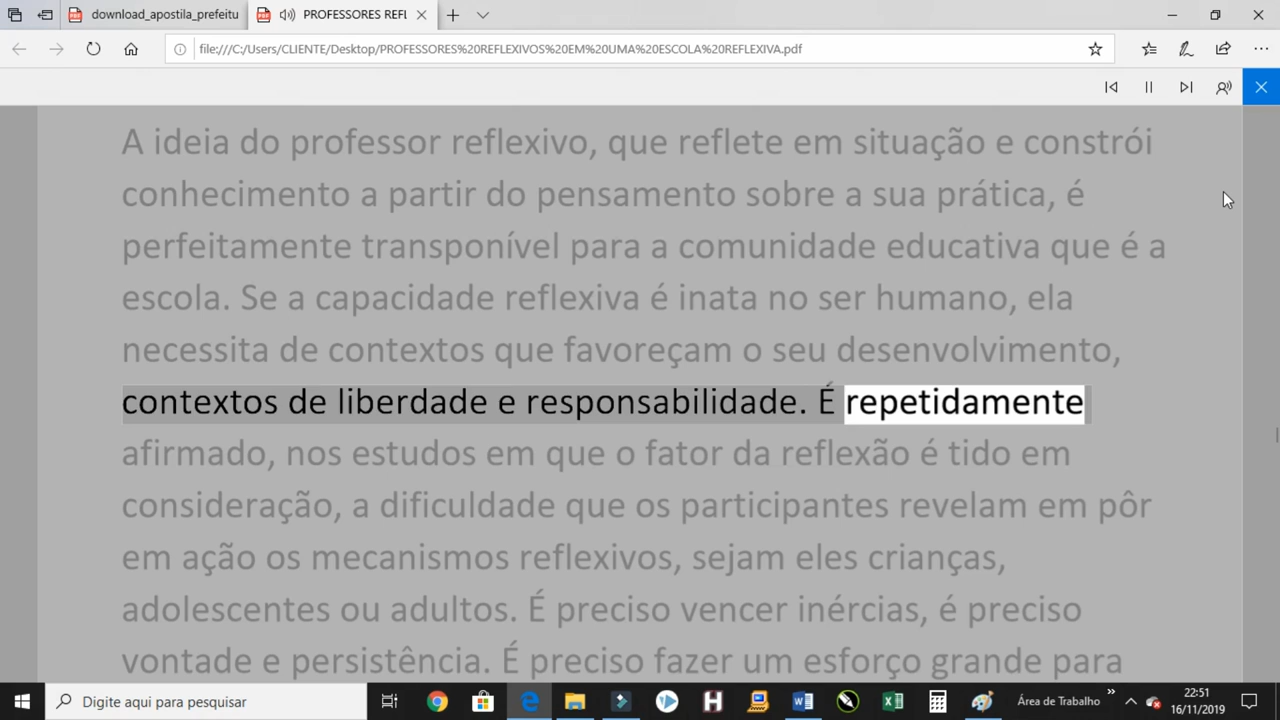 download_apostila_prefeitu
PROFESSORES REFL
file:///C:/Users/CLIENTE/Desktop/PROFESSORES%20REFLEXIVOS%20EM%20UMA%20ESCOLA%20REFLEXIVA.pdf
A ideia do professor reflexivo, que reflete em situação e constrói
conhecimento a partir do pensamento sobre a sua prática, é
perfeitamente transponível para a comunidade educativa que é a
escola. Se a capacidade reflexiva é inata no ser humano, ela
necessita de contextos que favoreçam o seu desenvolvimento,
contextos de liberdade e responsabilidade. É repetidamente
afirmado, nos estudos em que o fator da reflexão é tido em
consideração, a dificuldade que os participantes revelam em pôr
em ação os mecanismos reflexivos, sejam eles crianças,
adolescentes ou adultos. É preciso vencer inércias, é preciso
vontade e persistência. É preciso fazer um esforço grande para
Digite aqui para pesquisar
Área de Trabalho
22:51
16/11/2019